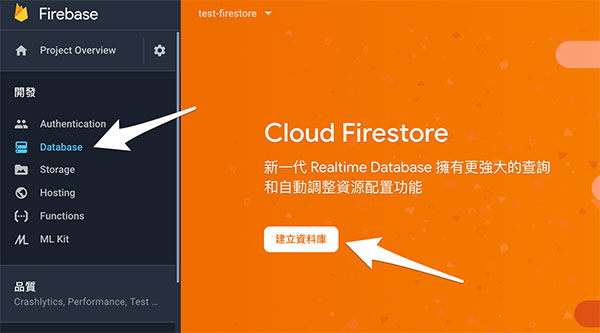 Firebase
Project Overview
開發
Authentication
Database
Storage
Hosting
Functions
ML Kit
品質
Crashlytics, Performance, Test ...
test-firestore
Cloud Firestore
新一代 Realtime Database 擁有更強大的查詢
和自動調整資源配置功能
建立資料庫